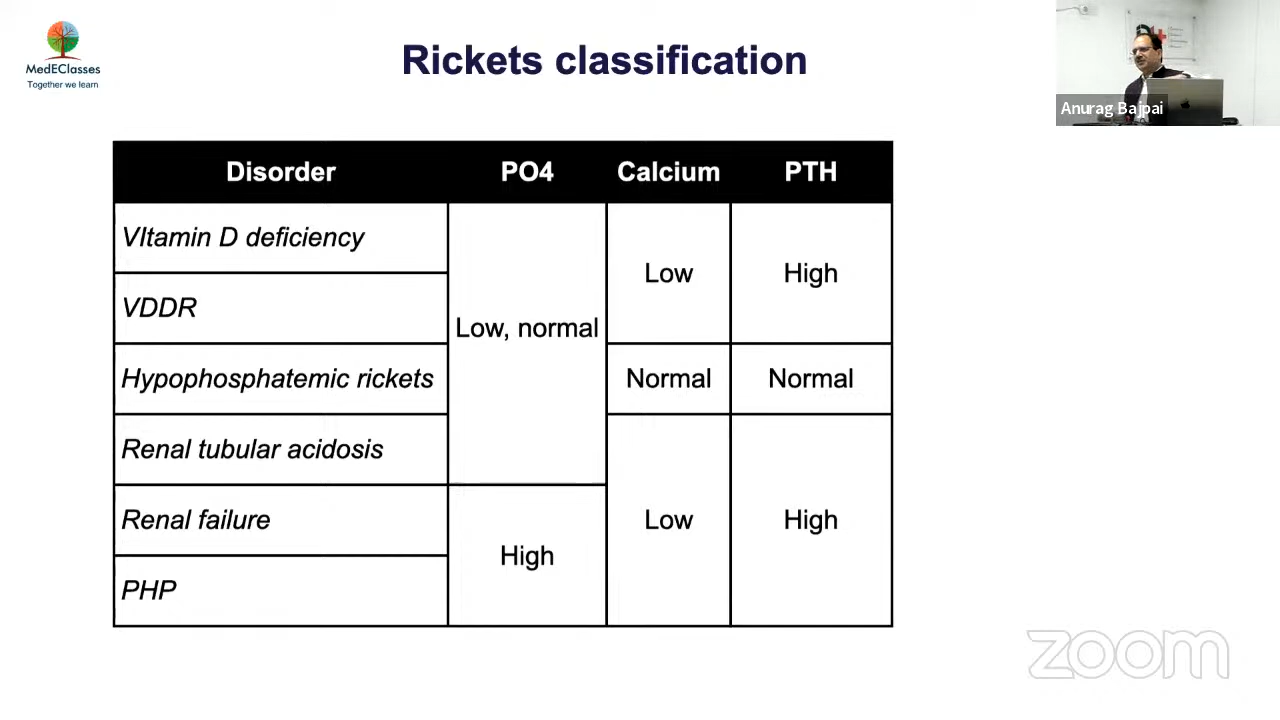 MedEClasses
Together we learn
Rickets classification
Anurag Bajpai
Disorder PO4 Calcium PTH
VItamin D deficiency
Low High
VDDR
Low, normal
Hypophosphatemic rickets Normal Normal
Renal tubular acidosis
Renal failure Low High
High
PHP
zoom